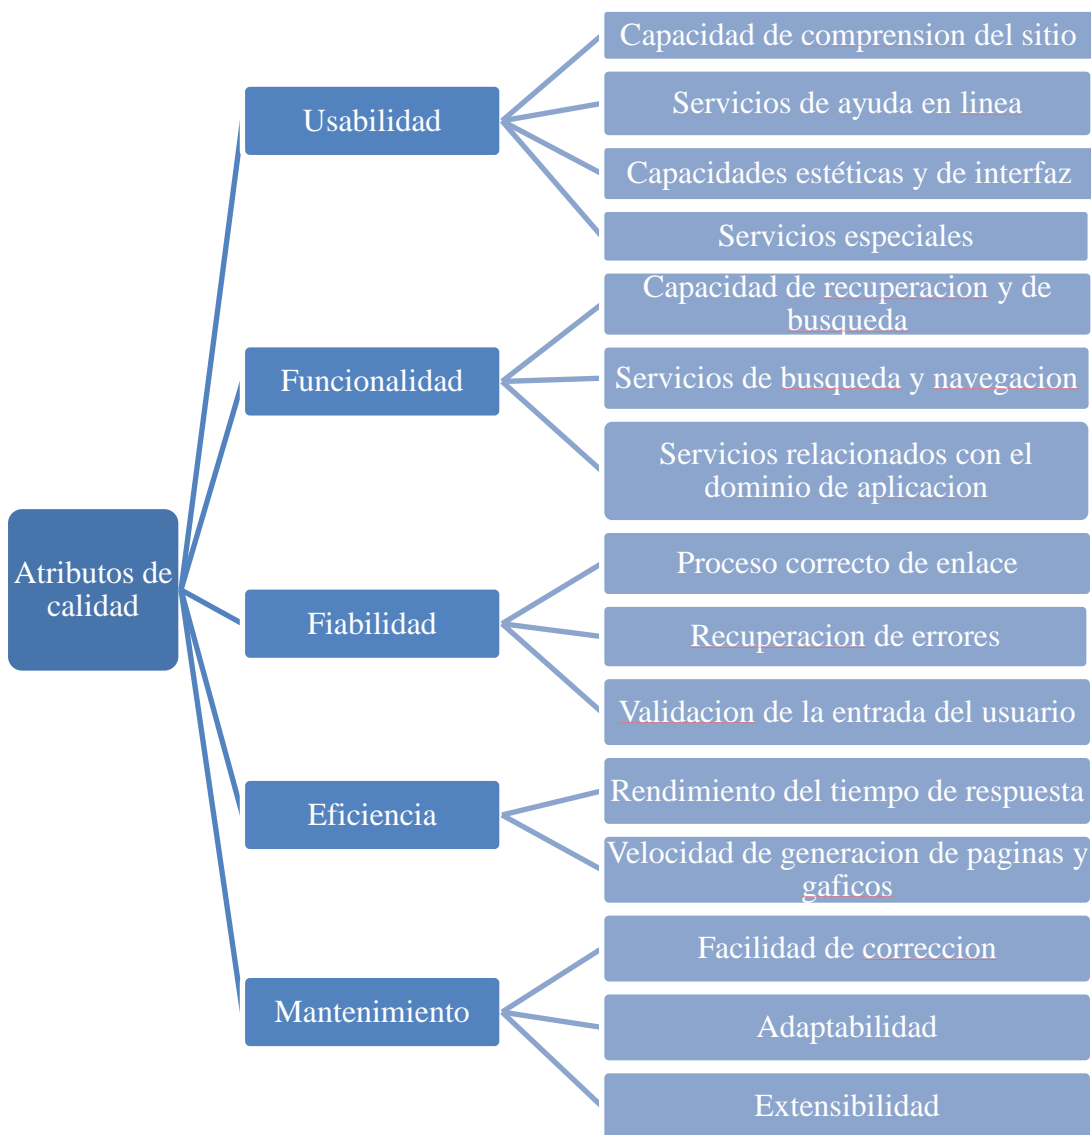 Atributos de
calidad
Usabilidad
Capacidad de comprension del sitio
Servicios de ayuda en linea
Capacidades estéticas y de interfaz
Servicios especiales
Funcionalidad
Capacidad de recuperacion y de
busqueda
Servicios de busqueda y navegacion
Servicios relacionados con el
dominio de aplicacion
Fiabilidad
Proceso correcto de enlace
Recuperacion de errores
Validacion de la entrada del usuario
Eficiencia
Rendimiento del tiempo de respuesta
Velocidad de generacion de paginas y
gaficos
Mantenimiento
Facilidad de correccion
Adaptabilidad
Extensibilidad